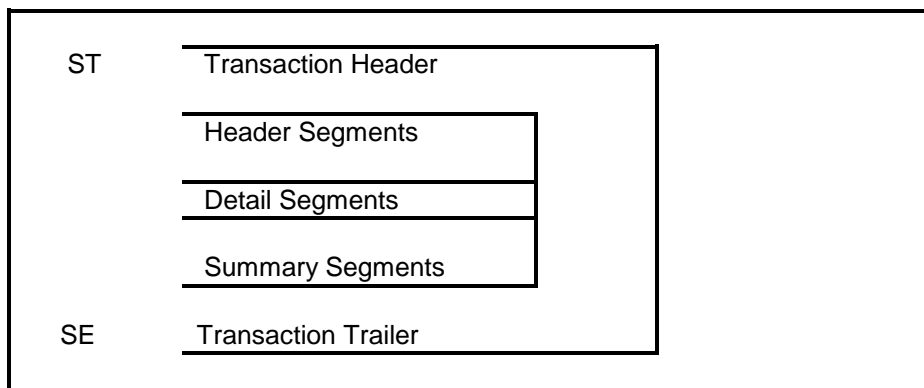 ST Transaction Header
Header Segments
Detail Segments
Summary Segments
SE Transaction Trailer